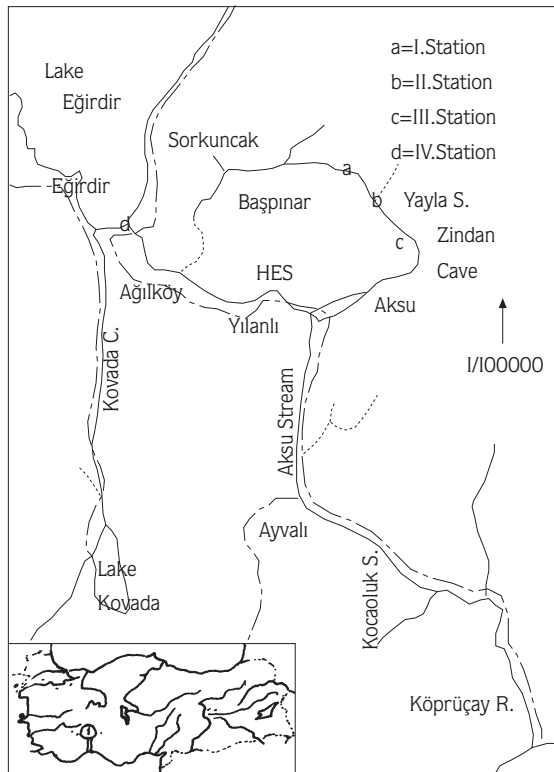 Lake
Eğirdir
a=I.Station
b=II.Station
c=III.Station
d=IV.Station
Sorkuncak
a
Eğirdir
Başpınar
b
Yayla S.
d
c
Zindan
Cave
HES
Ağılköy
Aksu
Yılanlı
I/I00000
Kovada C.
Aksu Stream
Ayvalı
Lake
Kovada
Kocaoluk S.
Köprüçay R.